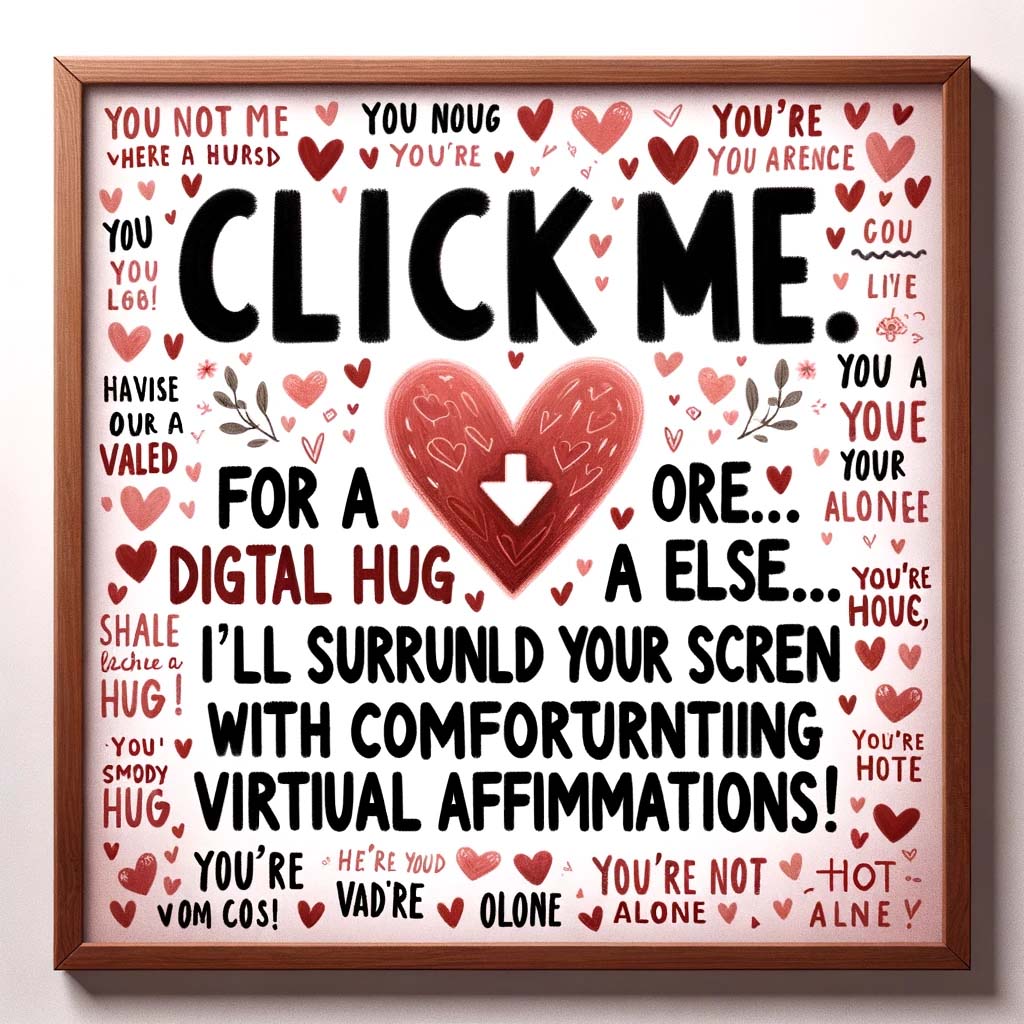 YOU NOT ME
VHERE A HURSD
YOU NOUG
YOU'RE
YOU'RE
YOU ARENCE
CLICK ME.
YOU
YOU
LGB!
COU
LIVE
HAVISE
OUR A
VALED
YOU A
YOUE
YOUR
ALONEE
FOR A
DIGTAL HUG
ORE...
A ELSE...
YOU'RE
HOUE,
SHALE
a
HUG!
I'LL SURRUNLD YOUR SCREN
WITH COMFORTURNTIING
VIRTIUAL AFFIMMATIONS!
YOU'
SMODY
HUG
YOU'RE
HOTE
YOU'RE
VOM COS!
HE'RE YOUD
VAD'RE
OLONE
YOU'RE NOT
ALONE
HOT
ALNE!